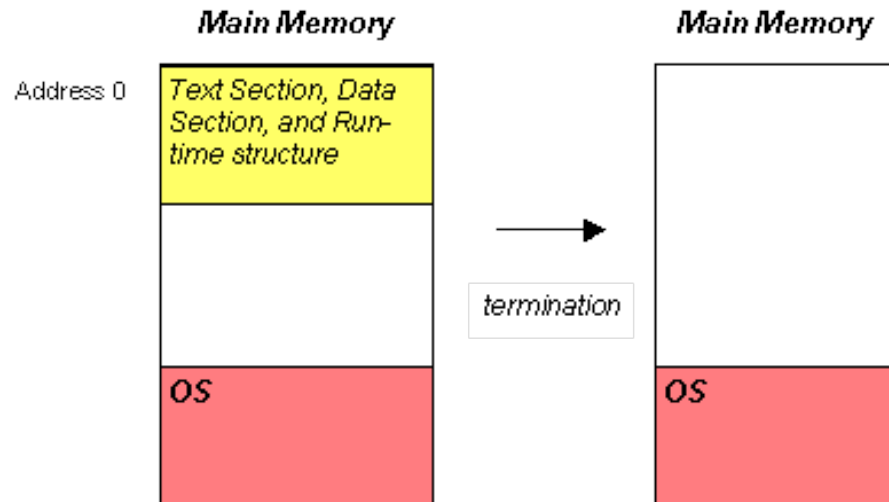 Main Memory
Main Memory
Address 0
Text Section, Data
Section, and Run-
time structure
termination
OS
OS